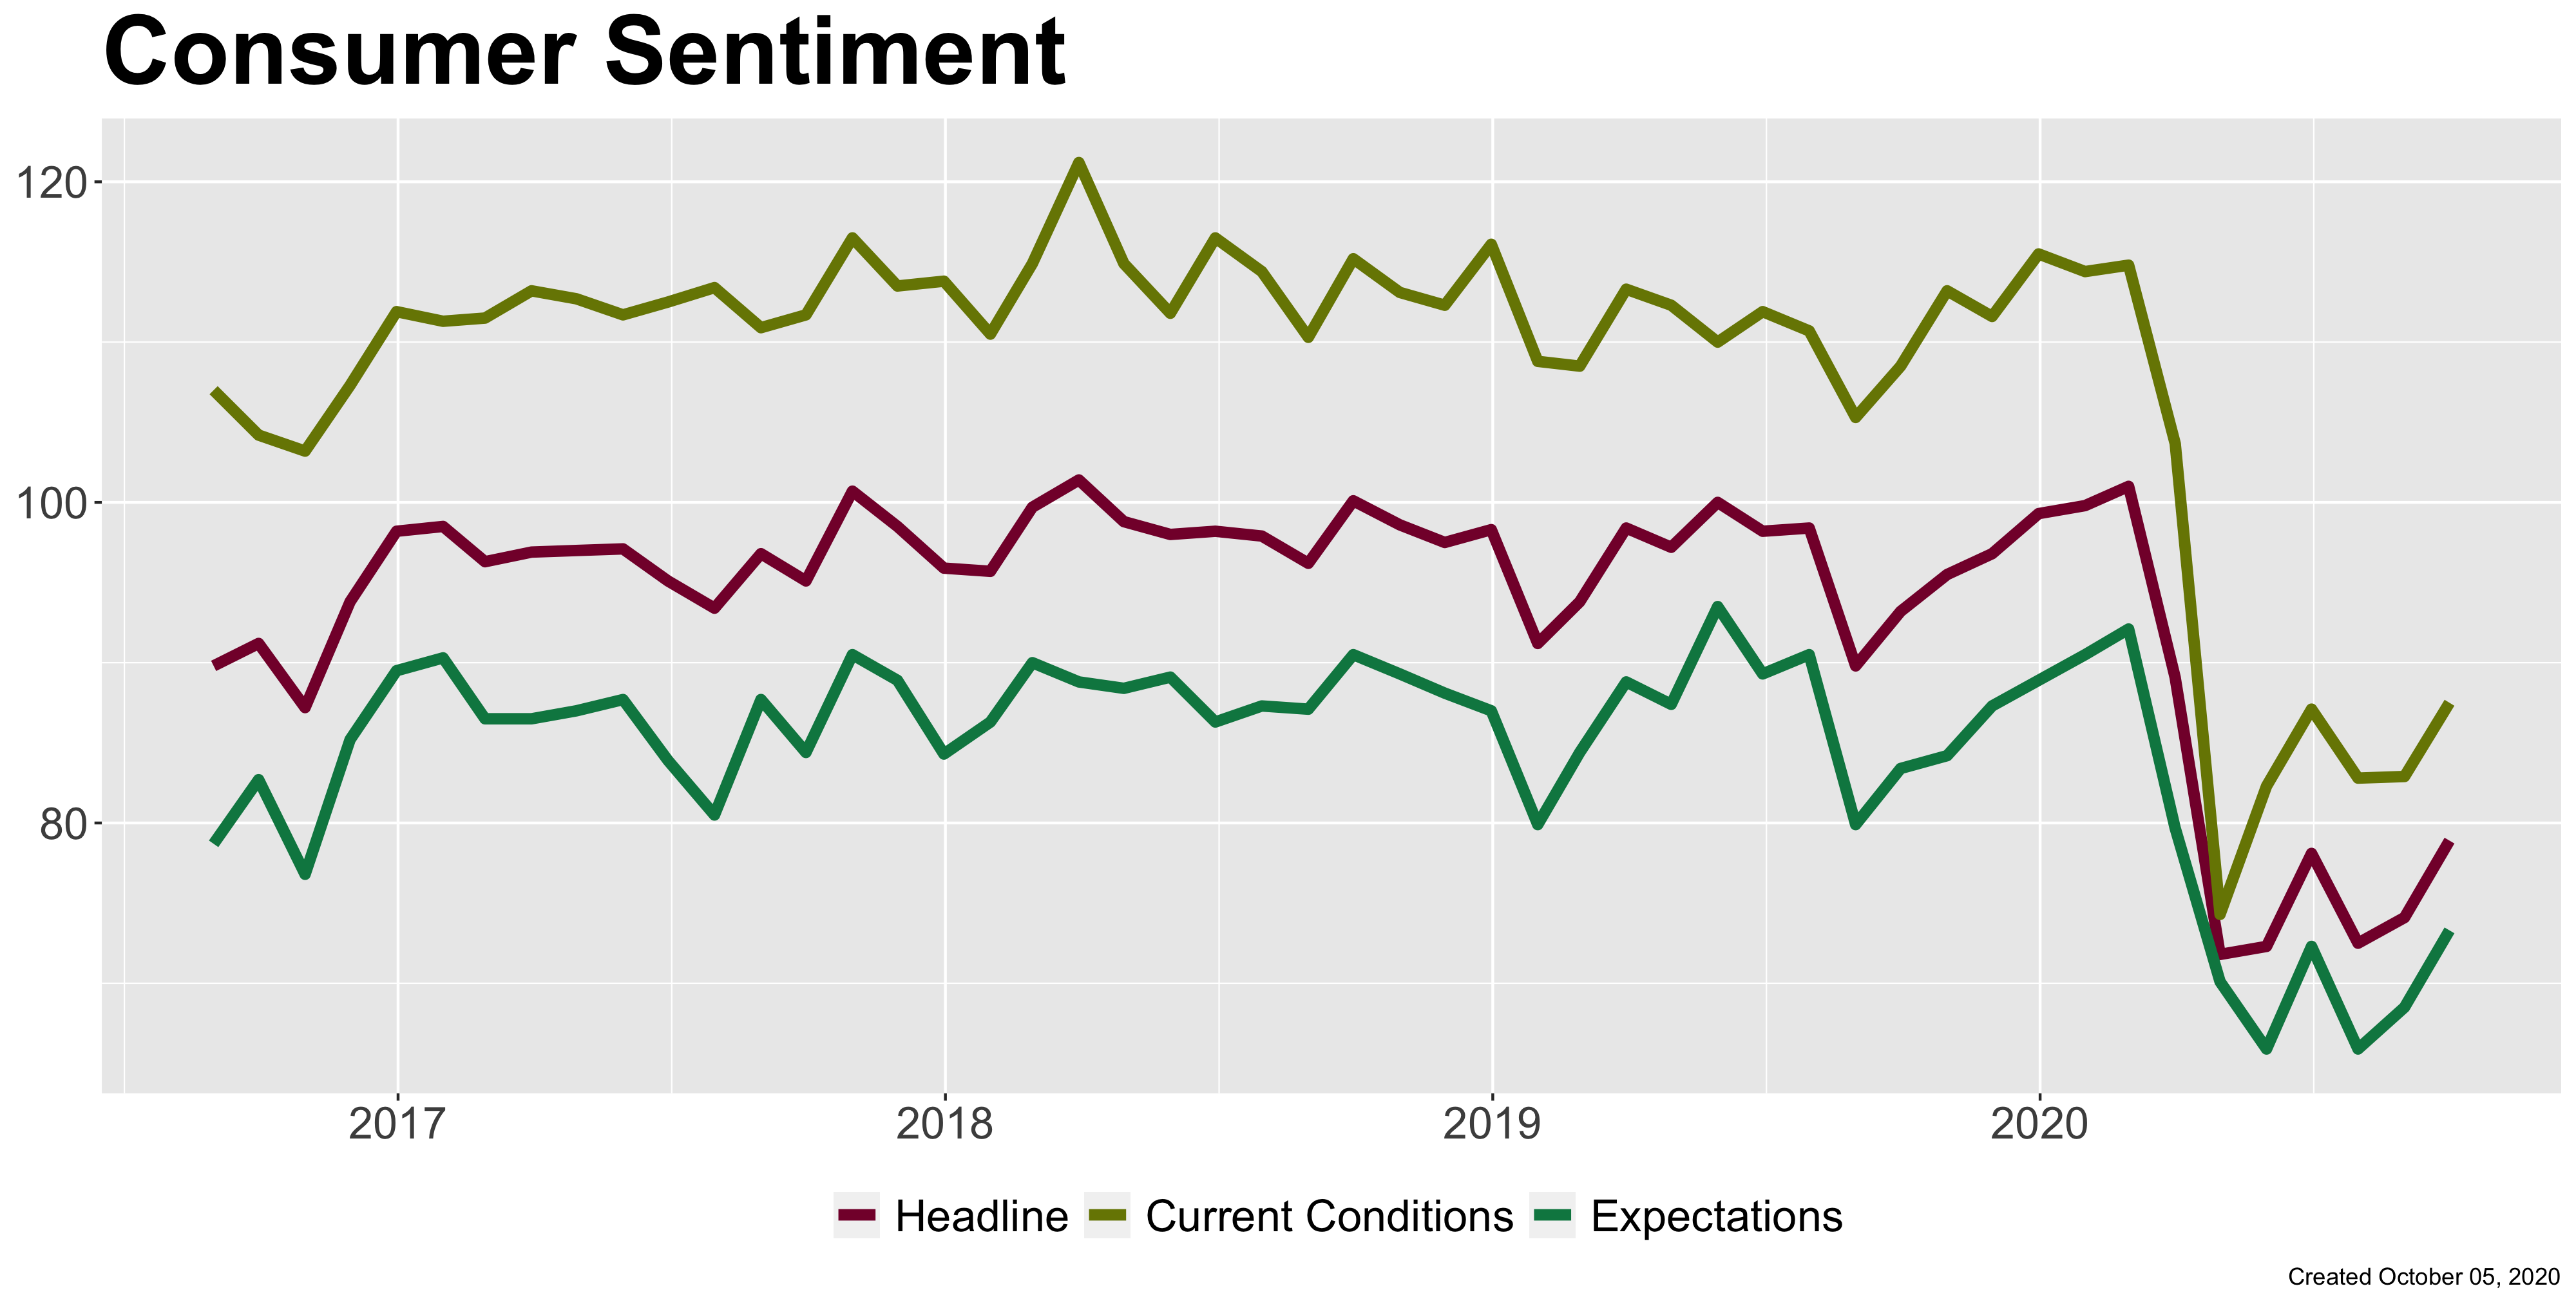 Consumer Sentiment
120
100
80
2017 2018 2019 2020
Headline Current Conditions Expectations
Created October 05, 2020